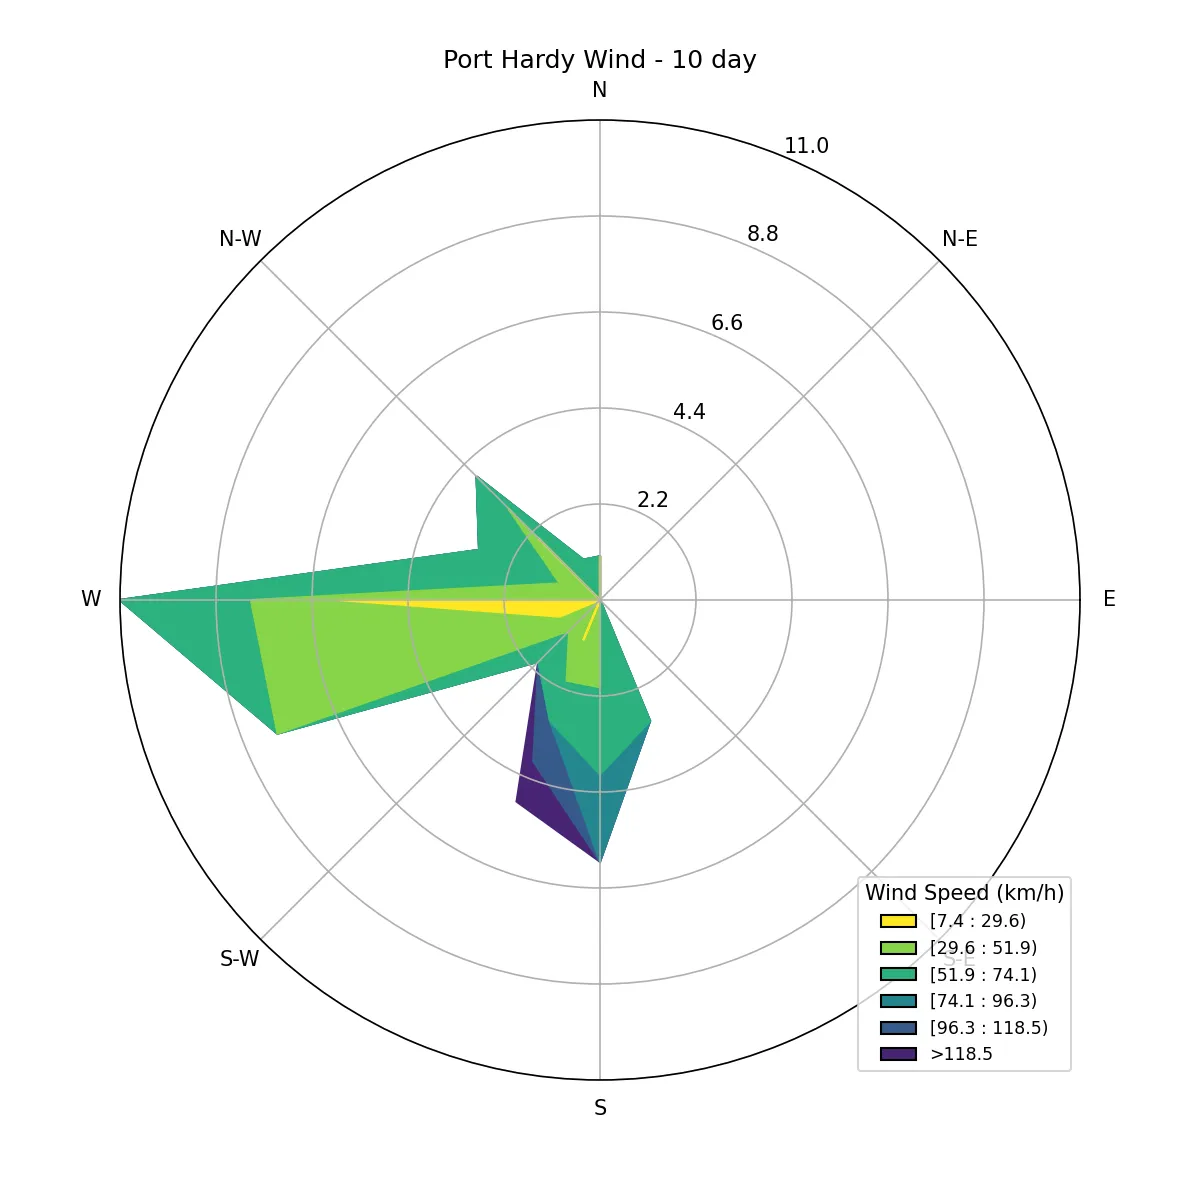 Port Hardy Wind - 10 day
N
11.0
N-W
N-E
8.8
6.6
4.4
2.2
W
E
Wind Speed (km/h)
[7.4 : 29.6)
[29.6 : 51.9)
S-W
S-E
[51.9 : 74.1)
[74.1 : 96.3)
[96.3 : 118.5)
>118.5
S